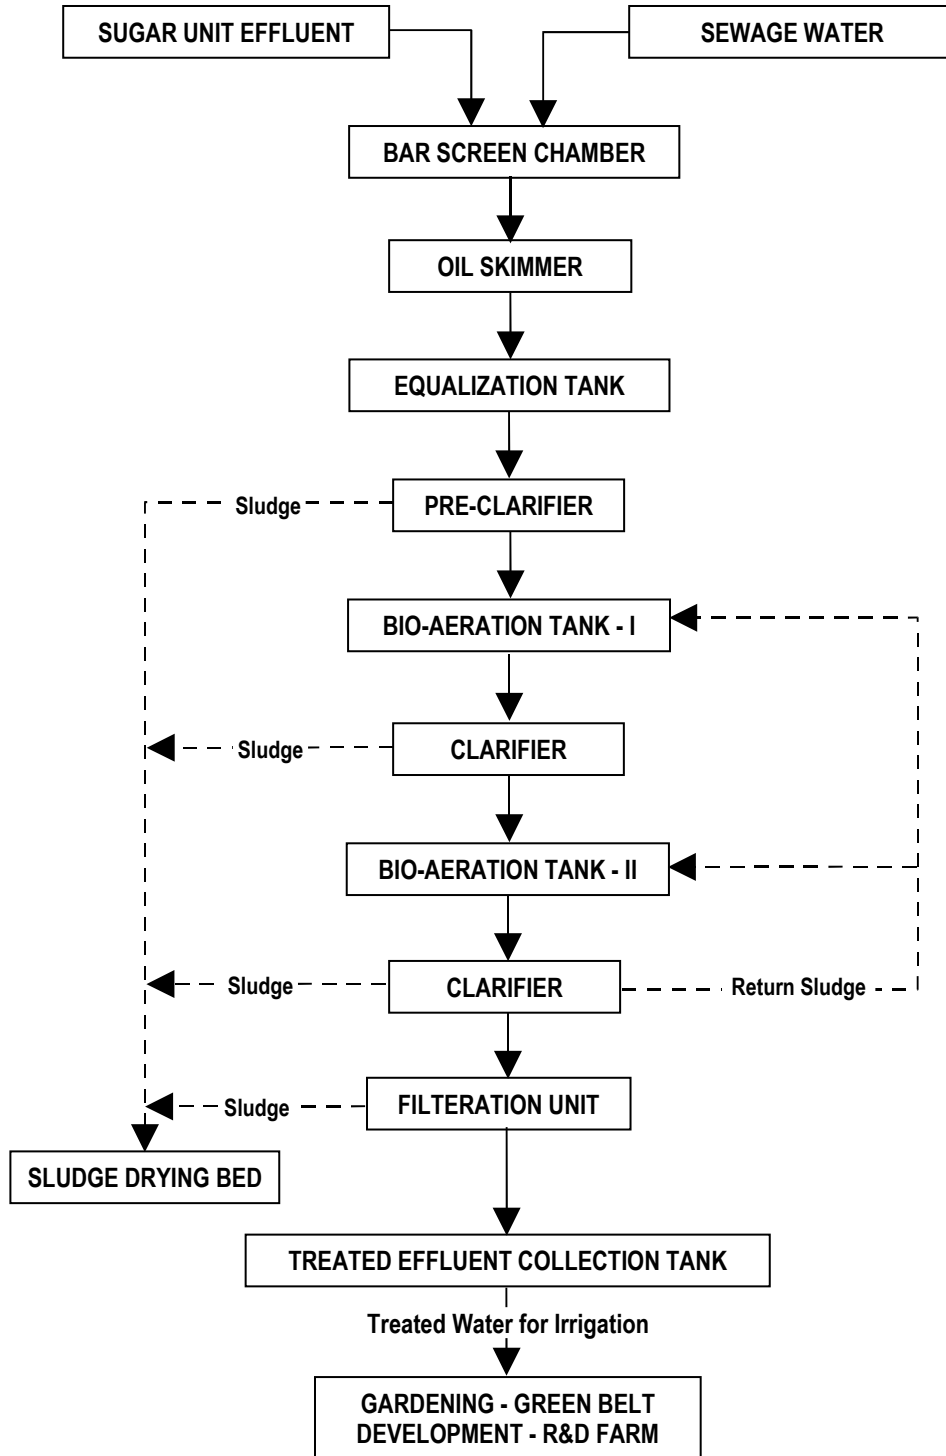 SUGAR UNIT EFFLUENT
SEWAGE WATER
BAR SCREEN CHAMBER
OIL SKIMMER
EQUALIZATION TANK
Sludge
PRE-CLARIFIER
BIO-AERATION TANK - I
Sludge
CLARIFIER
BIO-AERATION TANK - II
Sludge
CLARIFIER
Return Sludge
Sludge
FILTERATION UNIT
SLUDGE DRYING BED
TREATED EFFLUENT COLLECTION TANK
Treated Water for Irrigation
GARDENING - GREEN BELT
DEVELOPMENT - R&D FARM